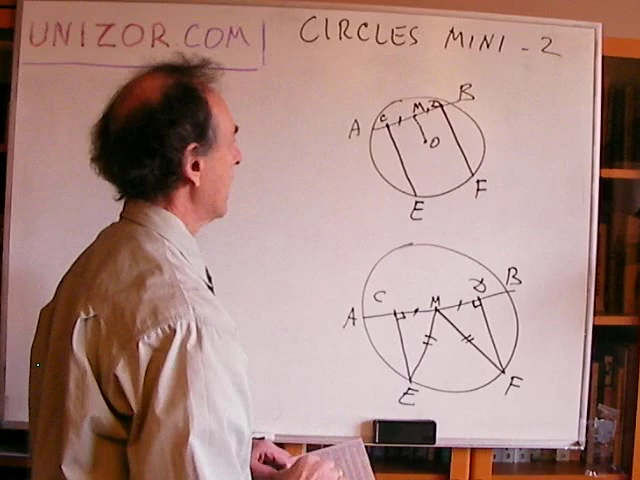 UNIZOR.COM
CIRCLES MINI - 2
B
A C M D
O
E F
C M D B
A
E F